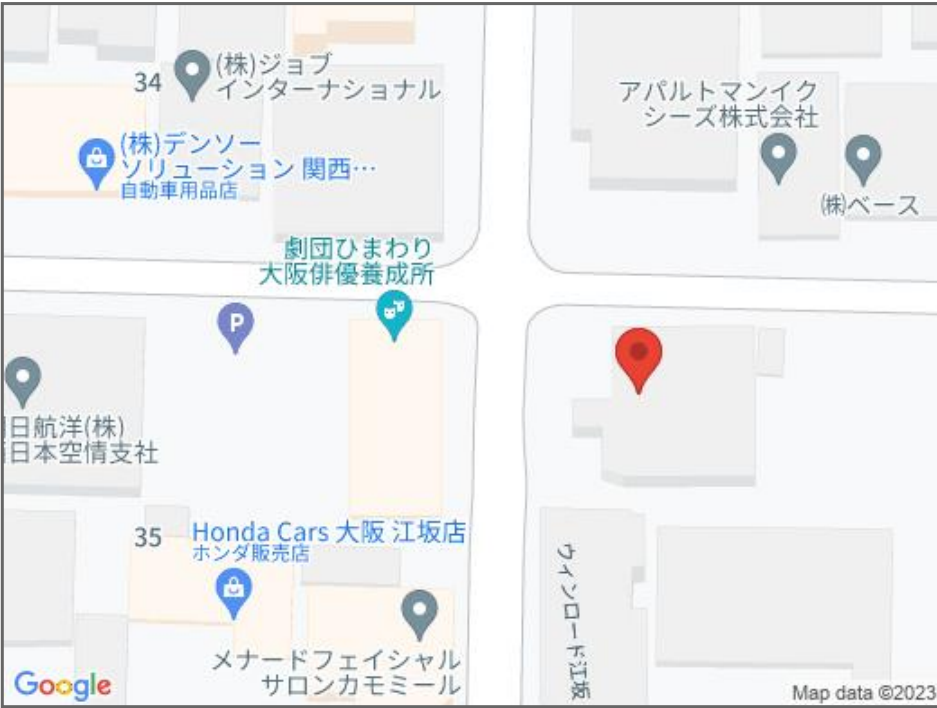 34
(株)ジョブ
インターナショナル
アパルトマンイク
シーズ株式会社
(株)デンソー
ソリューション 関西…
自動車用品店
㈱ベース
劇団ひまわり
大阪俳優養成所
P
日航洋(株)
日本空情支社
35
Honda Cars 大阪 江坂店
ホンダ販売店
ウィンロード江坂
メナードフェイシャル
サロンカモミール
Google
Map data ©2023